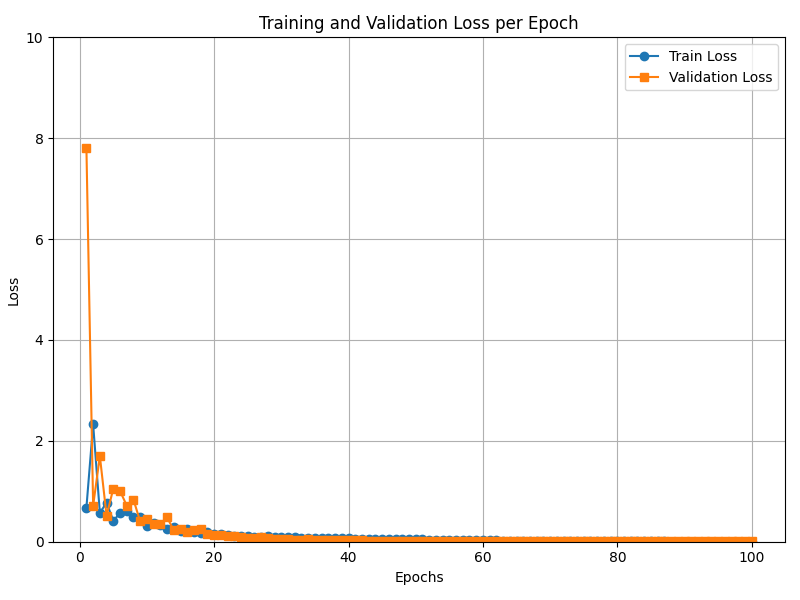 Training and Validation Loss per Epoch
10
8
6
4
2
0
Loss
Train Loss
Validation Loss
0 20 40 60 80 100
Epochs